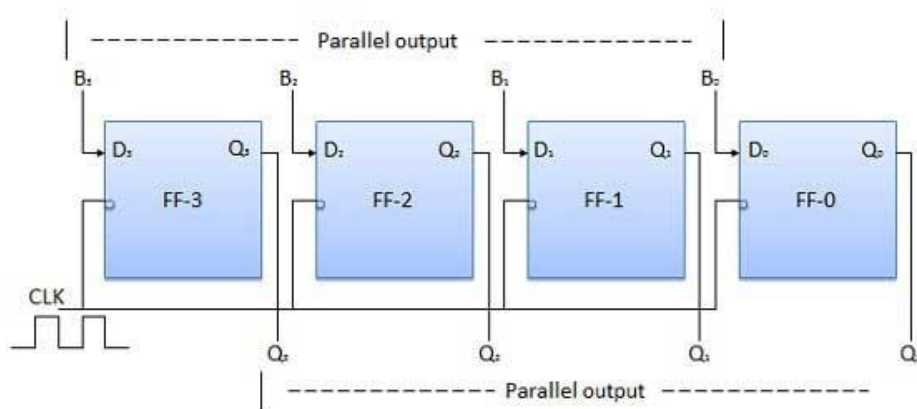 Parallel output
B₃ B₂ B₁ B₀
D₃ Q₃ D₂ Q₂ D₁ Q₁ D₀ Q₀
FF-3 FF-2 FF-1 FF-0
CLK
Q₃ Q₂ Q₁
Parallel output